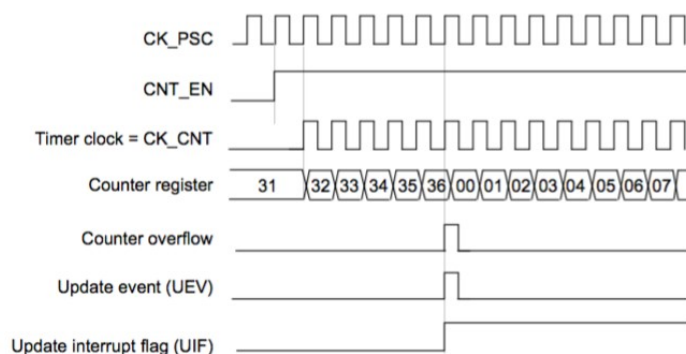 CK_PSC
CNT_EN
Timer clock = CK_CNT
Counter register 31 32 33 34 35 36 00 01 02 03 04 05 06 07
Counter overflow
Update event (UEV)
Update interrupt flag (UIF)